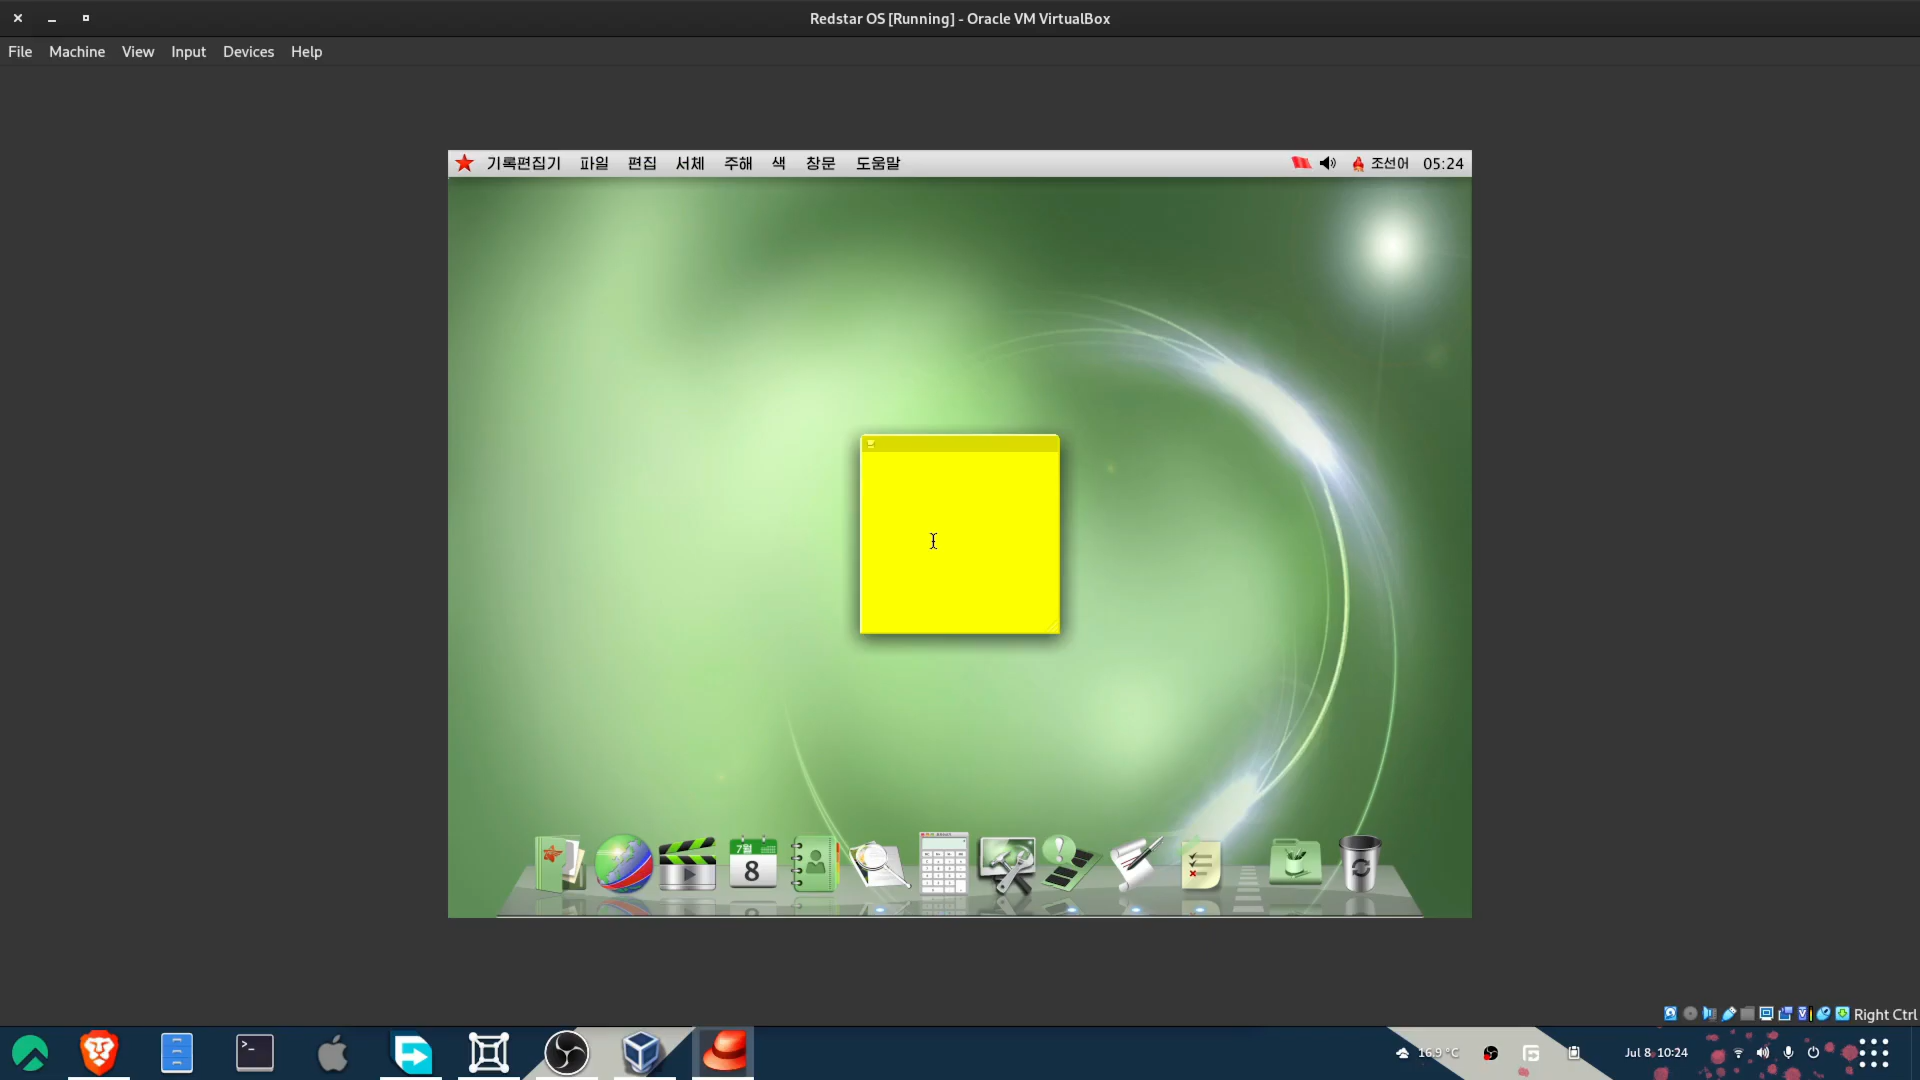 Redstar OS [Running] - Oracle VM VirtualBox
File Machine View Input Devices Help
기록편집기 파일 편집 서체 주해 색 창문 도움말 조선어 05:24
7월
8
Right Ctrl
16.9 °C Jul 8 10:24